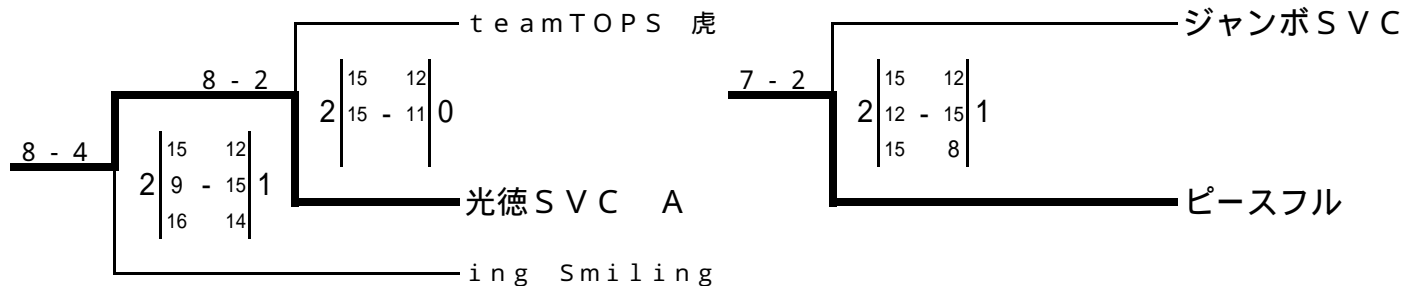 ｔｅａｍTOPS 虎
ジャンボＳＶＣ
8 - 2
15 12
2 15 - 11 0
7 - 2
15 12
2 12 - 15 1
15 8
8 - 4
15 12
2 9 - 15 1
16 14
光徳ＳＶＣ Ａ
ピースフル
ｉｎｇ Ｓｍｉｌｉｎｇ